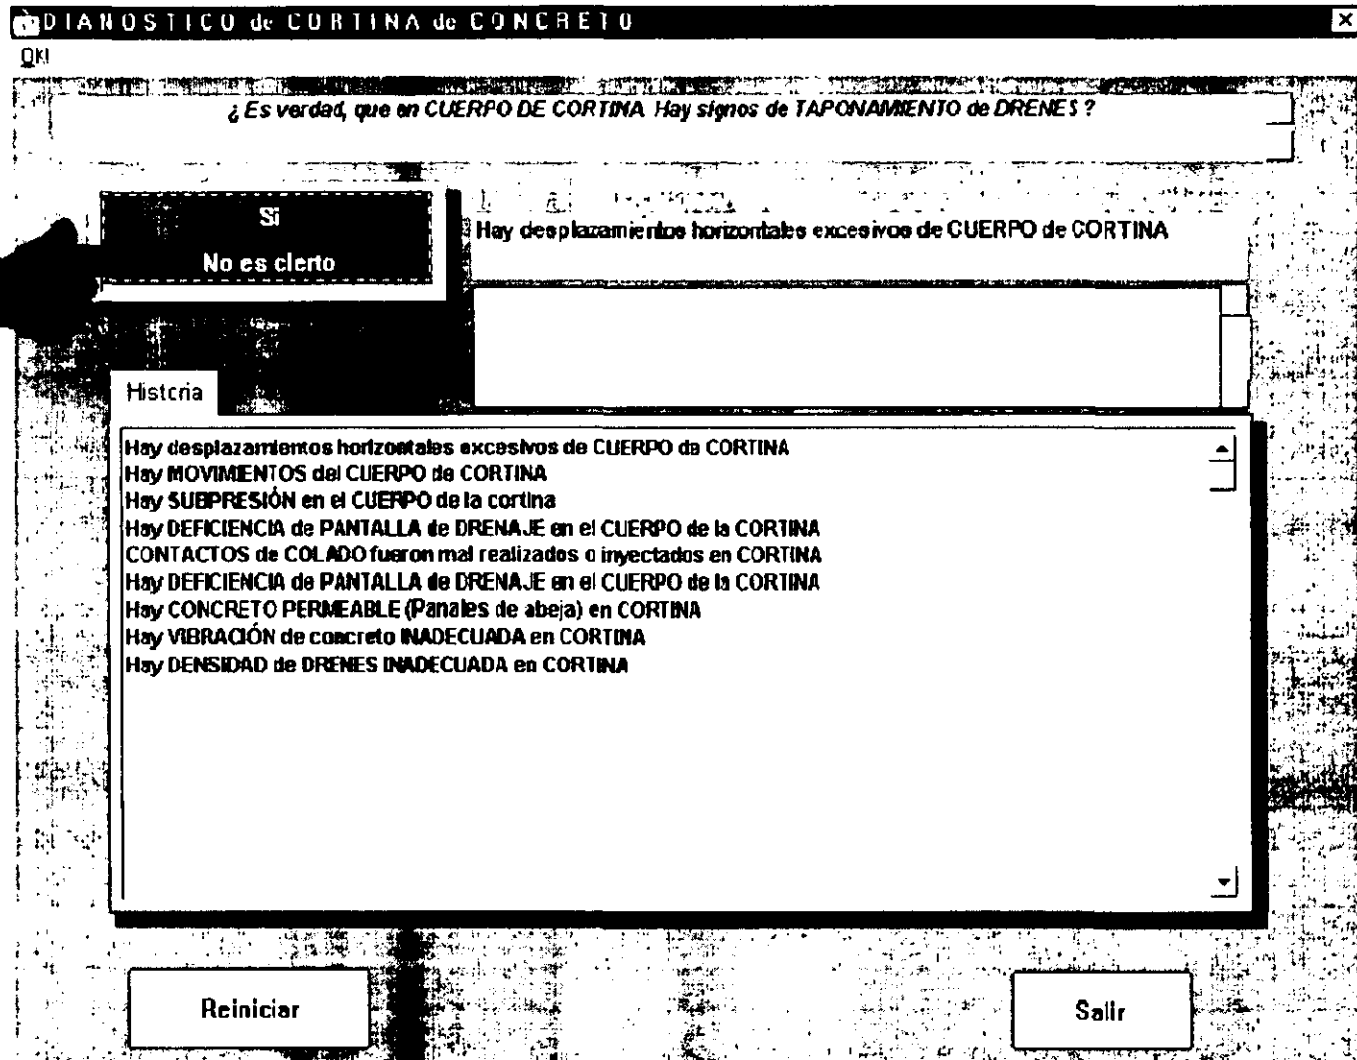 DIANOSTICO de CORTINA de CONCRETO
OK!
¿ Es verdad, que en CUERPO DE CORTINA Hay signos de TAPONAMIENTO de DRENES ?
Si
No es cierto
Hay desplazamientos horizontales excesivos de CUERPO de CORTINA
Historia
Hay desplazamientos horizontales excesivos de CUERPO de CORTINA
Hay MOVIMIENTOS del CUERPO de CORTINA
Hay SUBPRESIÓN en el CUERPO de la cortina
Hay DEFICIENCIA de PANTALLA de DRENAJE en el CUERPO de la CORTINA
CONTACTOS de COLADO fueron mal realizados o inyectados en CORTINA
Hay DEFICIENCIA de PANTALLA de DRENAJE en el CUERPO de la CORTINA
Hay CONCRETO PERMEABLE (Panales de abeja) en CORTINA
Hay VIBRACIÓN de concreto INADECUADA en CORTINA
Hay DENSIDAD de DRENES INADECUADA en CORTINA
Reiniciar
Salir